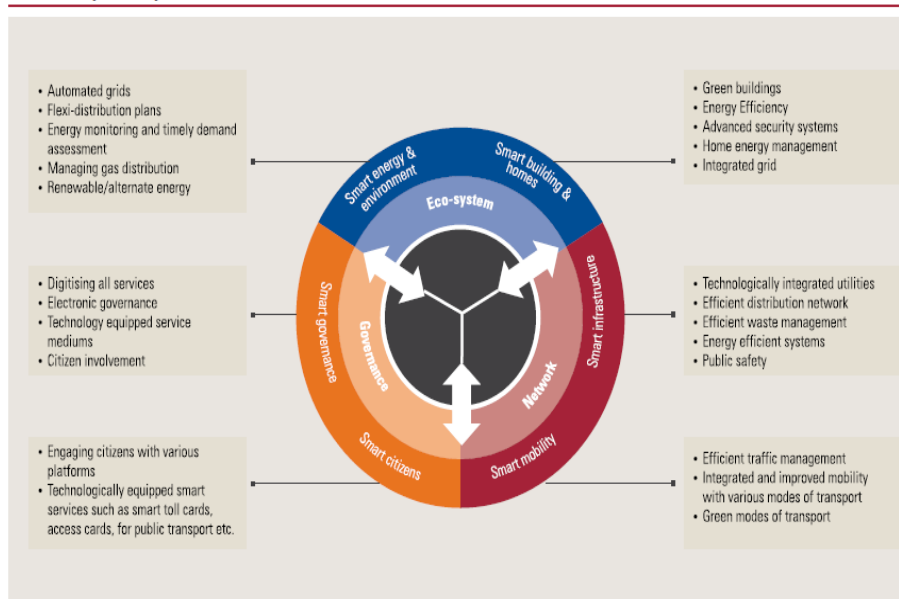 • Automated grids
• Flexi-distribution plans
• Energy monitoring and timely demand
assessment
• Managing gas distribution
• Renewable/alternate energy
• Green buildings
• Energy Efficiency
• Advanced security systems
• Home energy management
• Integrated grid
Smart energy &
environment
Smart building &
homes
Eco-system
• Digitising all services
• Electronic governance
• Technology equipped service
mediums
• Citizen involvement
Smart governance
Governance
Smart infrastructure
Network
• Technologically integrated utilities
• Efficient distribution network
• Efficient waste management
• Energy efficient systems
• Public safety
• Engaging citizens with various
platforms
• Technologically equipped smart
services such as smart toll cards,
access cards, for public transport etc.
Smart citizens
Smart mobility
• Efficient traffic management
• Integrated and improved mobility
with various modes of transport
• Green modes of transport